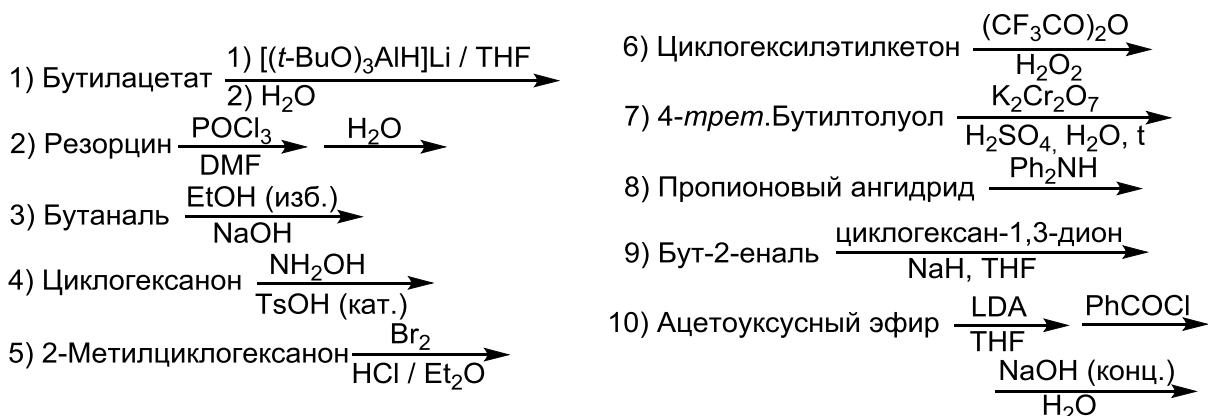 1) Бутилацетат 1) [(t-BuO)3AlH]Li / THF
2) H2O
2) Резорцин POCl3 H2O
DMF
3) Бутаналь EtOH (изб.)
NaOH
4) Циклогексанон NH2OH
TsOH (кат.)
5) 2-Метилциклогексанон Br2
HCl / Et2O
6) Циклогексилэтилкетон (CF3CO)2O
H2O2
7) 4-трет.Бутилтолуол K2Cr2O7
H2SO4, H2O, t
8) Пропионовый ангидрид Ph2NH
9) Бут-2-еналь циклогексан-1,3-дион
NaH, THF
10) Ацетоуксусный эфир LDA PhCOCl
THF
NaOH (конц.)
H2O